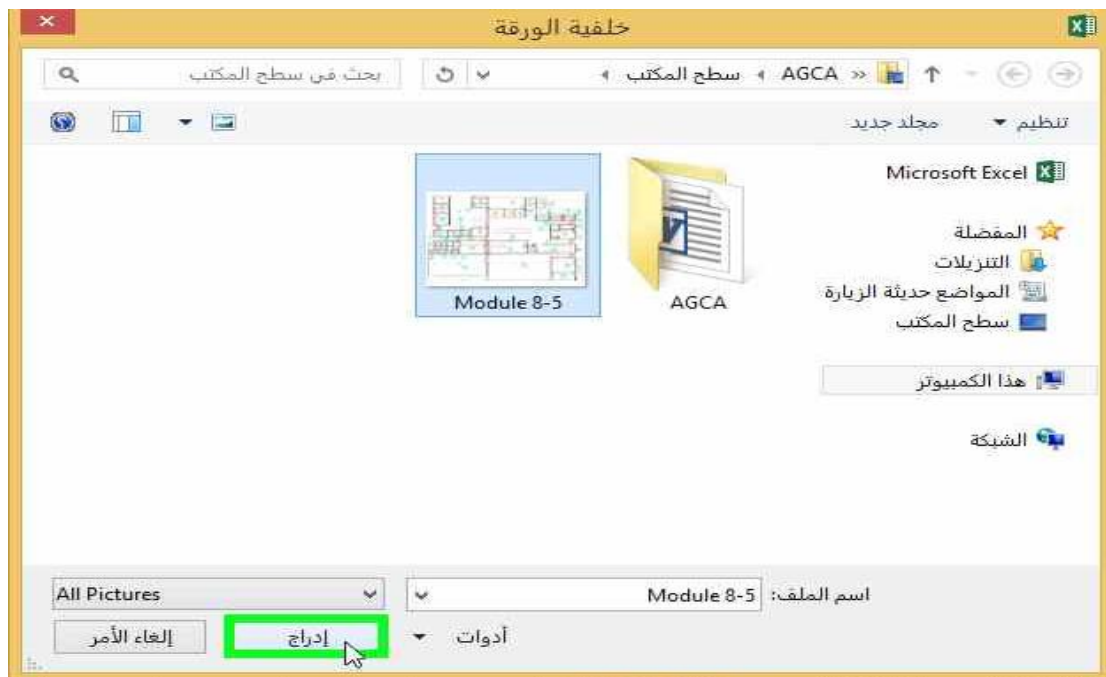 خلفية الورقة
AGCA » سطح المكتب
بحث في سطح المكتب
تنظيم
مجلد جديد
Microsoft Excel
المفضلة
التنزيلات
المواضع حديثة الزيارة
سطح المكتب
هذا الكمبيوتر
الشبكة
AGCA
Module 8-5
اسم الملف: Module 8-5
All Pictures
أدوات
إدراج
إلغاء الأمر